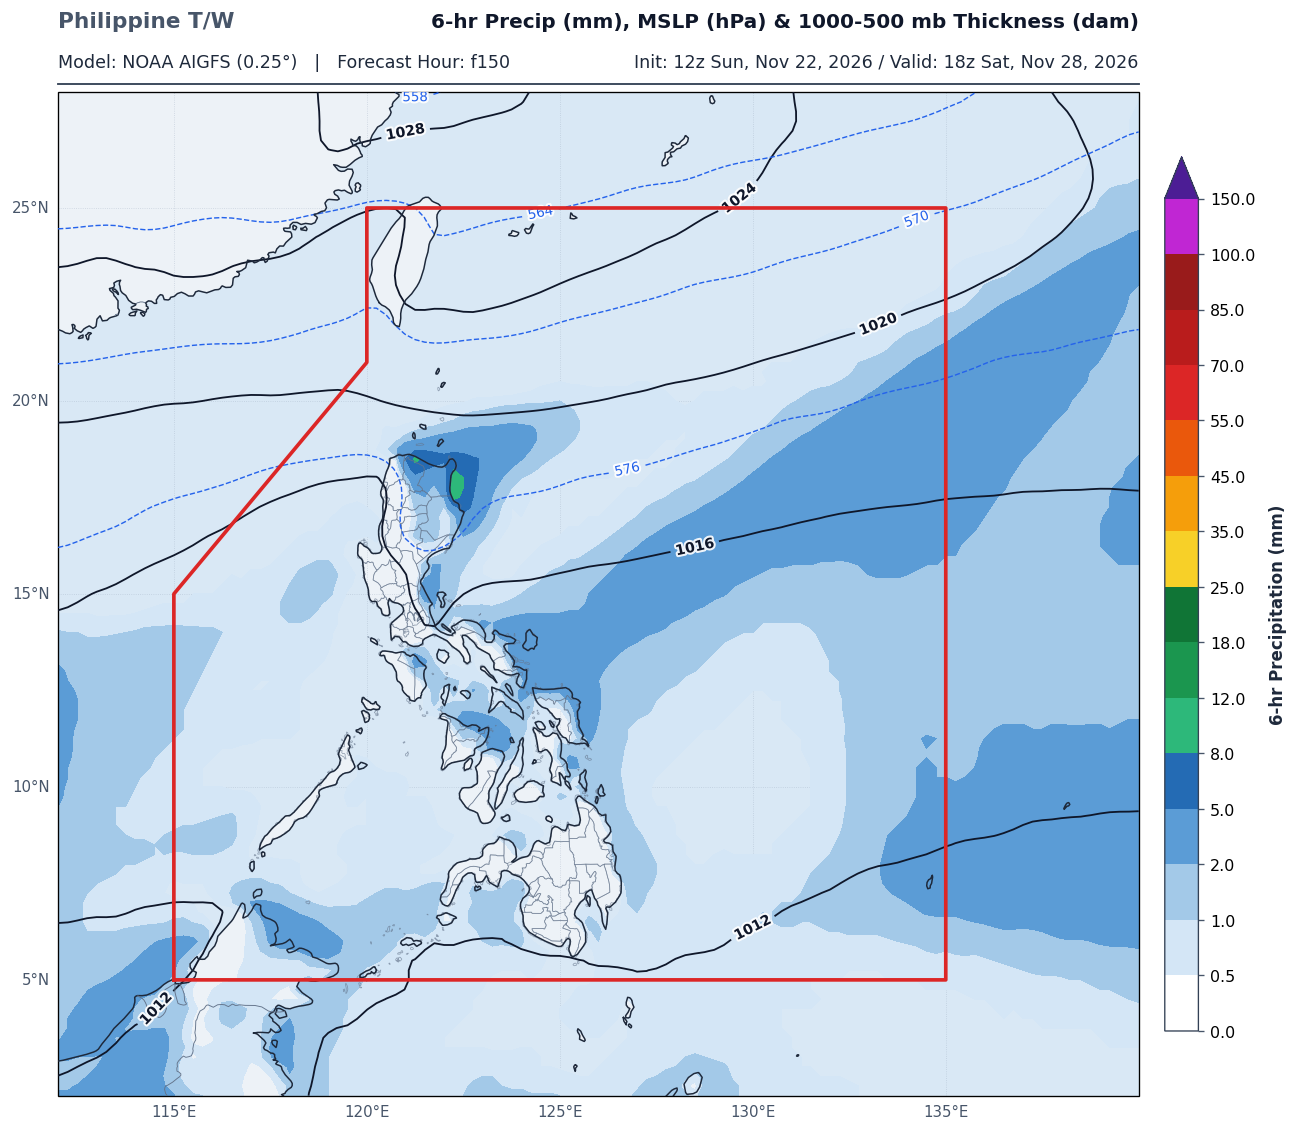 Philippine T/W
6-hr Precip (mm), MSLP (hPa) & 1000-500 mb Thickness (dam)
Model: NOAA AIGFS (0.25°) | Forecast Hour: f150
Init: 12z Sun, Nov 22, 2026 / Valid: 18z Sat, Nov 28, 2026
558
1028
1024
564
570
1020
576
1016
1012
1012
25°N
20°N
15°N
10°N
5°N
115°E
120°E
125°E
130°E
135°E
150.0
100.0
85.0
70.0
55.0
45.0
35.0
25.0
18.0
12.0
8.0
5.0
2.0
1.0
0.5
0.0
6-hr Precipitation (mm)